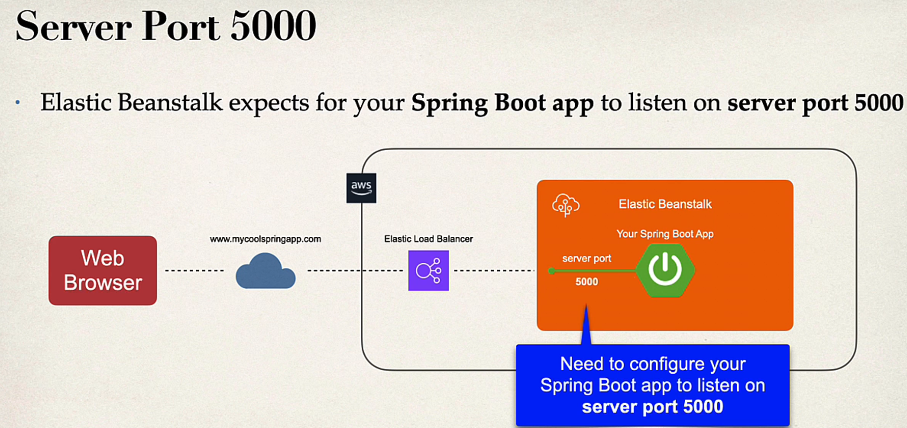 Server Port 5000
• Elastic Beanstalk expects for your Spring Boot app to listen on server port 5000
aws
Elastic Beanstalk
Your Spring Boot App
www.mycoolspringapp.com
Elastic Load Balancer
Web
Browser
server port
5000
Need to configure your
Spring Boot app to listen on
server port 5000